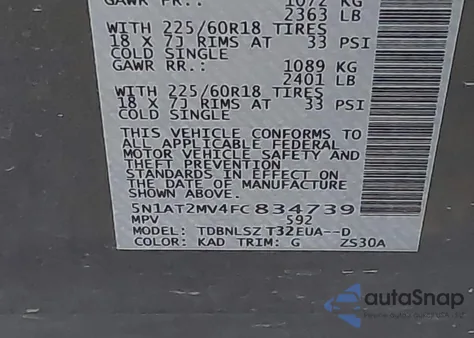 GAWR FR.: 1072 KG
2363 LB
WITH 225/60R18 TIRES
18 X 7J RIMS AT 33 PSI
COLD SINGLE
GAWR RR.: 1089 KG
2401 LB
WITH 225/60R18 TIRES
18 X 7J RIMS AT 33 PSI
COLD SINGLE
THIS VEHICLE CONFORMS TO
ALL APPLICABLE FEDERAL
MOTOR VEHICLE SAFETY AND
THEFT PREVENTION
STANDARDS IN EFFECT ON
THE DATE OF MANUFACTURE
SHOWN ABOVE.
5N1AT2MV4FC834739
MPV 592
MODEL: TDBNLSZ T32EUA--D
COLOR: KAD TRIM: G ZS30A
autoSnap